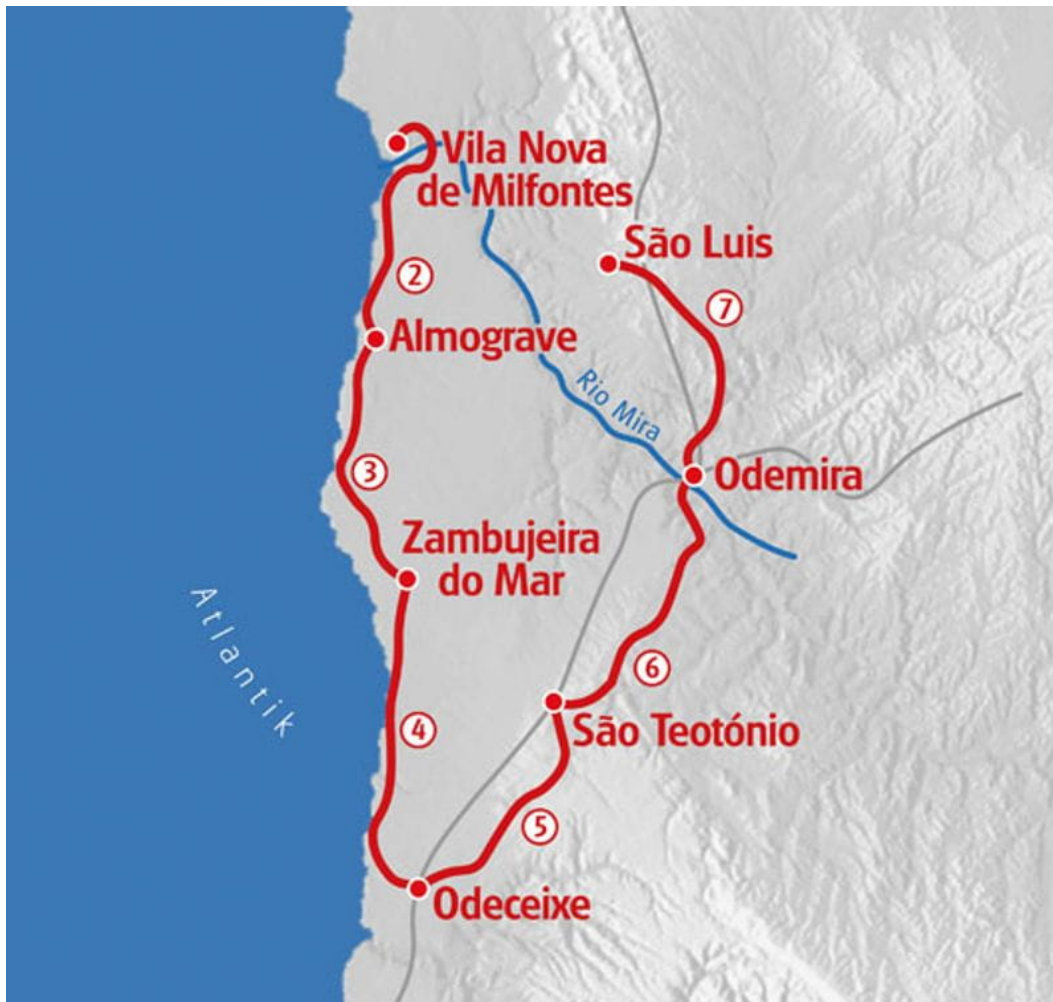 Vila Nova
de Milfontes
São Luis
②
⑦
Almograve
Rio Mira
③
Odemira
Zambujeira
do Mar
Atlantik
⑥
④
São Teotónio
⑤
Odeceixe